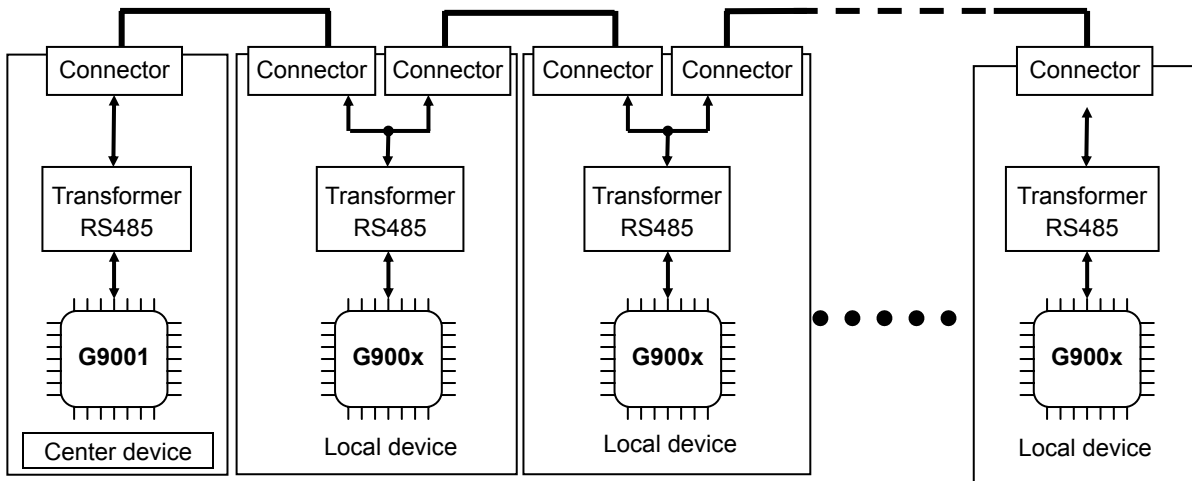 Connector
Connector
Connector
Connector
Connector
Connector
Transformer
RS485
Transformer
RS485
Transformer
RS485
Transformer
RS485
G9001
G900x
G900x
G900x
Center device
Local device
Local device
Local device